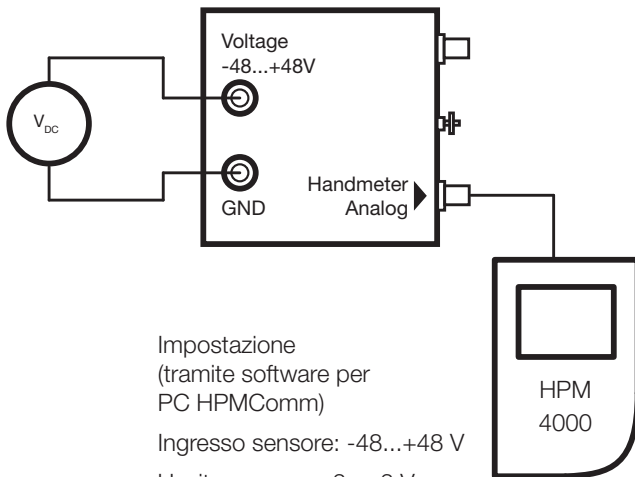 Voltage
-48...+48V
VDC
GND
Handmeter
Analog
HPM
4000
Impostazione
(tramite software per
PC HPMComm)
Ingresso sensore: -48...+48 V